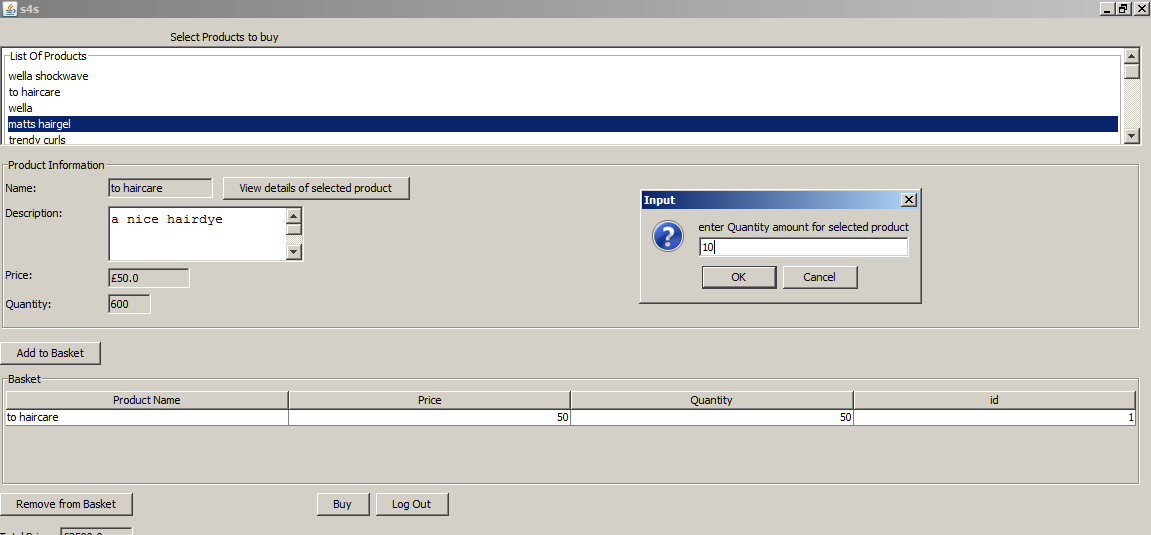 s4s
Select Products to buy
List Of Products
wella shockwave
to haircare
wella
matts hairgel
trendy curls
Product Information
Name: to haircare View details of selected product
Description: a nice hairdye
Price: £50.0
Quantity: 600
Input
enter Quantity amount for selected product
10
OK Cancel
Add to Basket
Basket
Product Name Price Quantity id
to haircare 50 50 1
Remove from Basket Buy Log Out